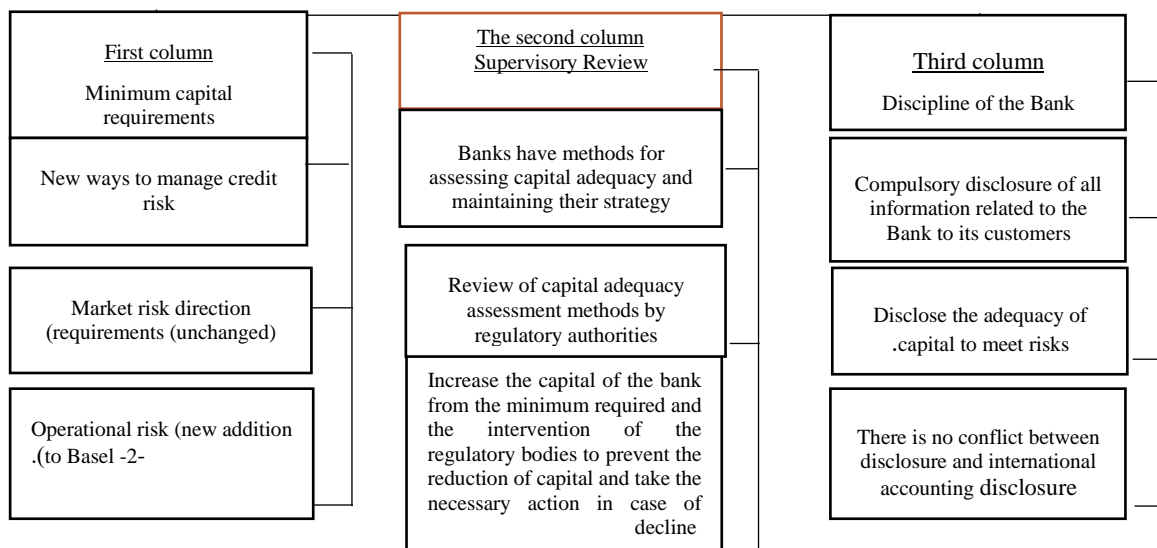 First column
Minimum capital
requirements
New ways to manage credit
risk
Market risk direction
(requirements (unchanged)
Operational risk (new addition
.(to Basel -2-
The second column
Supervisory Review
Banks have methods for
assessing capital adequacy and
maintaining their strategy
Review of capital adequacy
assessment methods by
regulatory authorities
Increase the capital of the bank
from the minimum required and
the intervention of the
regulatory bodies to prevent the
reduction of capital and take the
necessary action in case of
decline
Third column
Discipline of the Bank
Compulsory disclosure of all
information related to the
Bank to its customers
Disclose the adequacy of
.capital to meet risks
There is no conflict between
disclosure and international
accounting disclosure